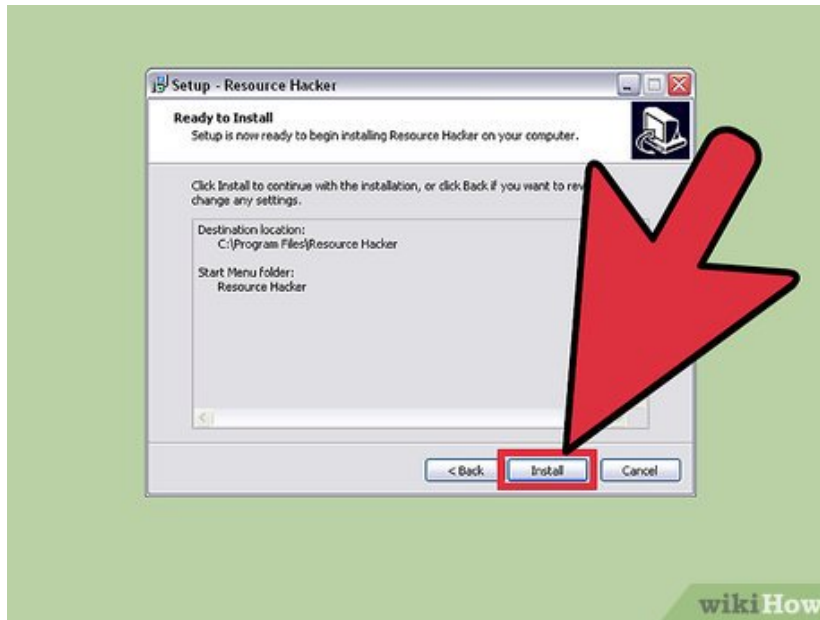 Setup - Resource Hacker
Ready to Install
Setup is now ready to begin installing Resource Hacker on your computer.
Click Install to continue with the installation, or click Back if you want to
change any settings.
Destination location:
C:\Program Files\Resource Hacker
Start Menu folder:
Resource Hacker
< Back
Install
Cancel
wikiHow